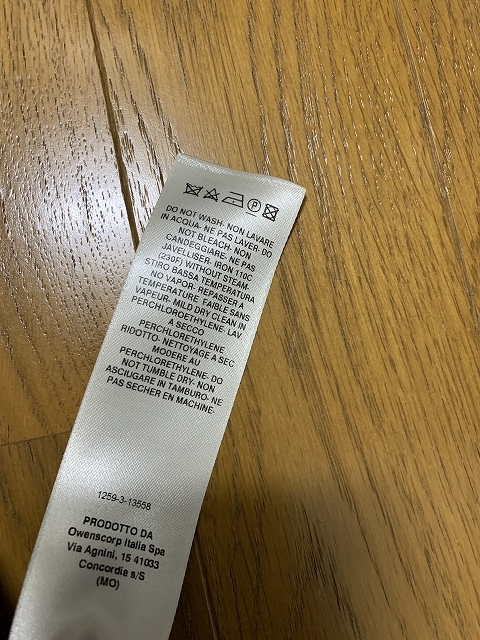 DO NOT WASH- NON LAVARE
IN ACQUA- NE PAS LAVER- DO
NOT BLEACH- NON
CANDEGGIARE- NE PAS
JAVELLISER- IRON 110C
(230F) WITHOUT STEAM-
STIRO BASSA TEMPERATURA
NO VAPOR- REPASSER A
TEMPERATURE FAIBLE SANS
VAPEUR- MILD DRY CLEAN IN
PERCHLOROETHYLENE- LAV
A SECCO
PERCHLORETHYLENE
RIDOTTO- NETTOYAGE A SEC
MODERE AU
PERCHLORETHYLENE- DO
NOT TUMBLE DRY- NON
ASCIUGARE IN TAMBURO- NE
PAS SECHER EN MACHINE-
1259-3-13558
PRODOTTO DA
Owenscorp Italia Spa
Via Agnini, 15 41033
Concordia s/S
(MO)